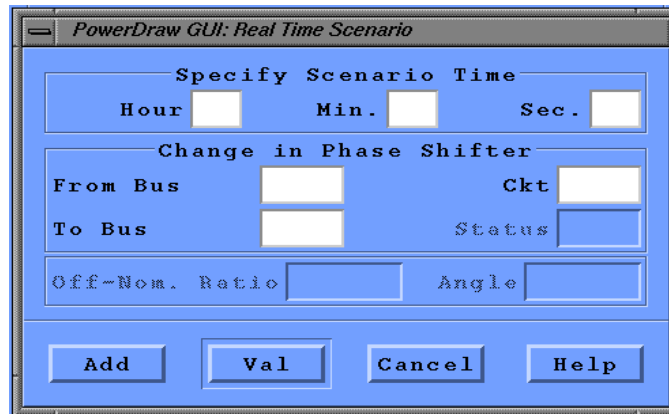 PowerDraw GUI: Real Time Scenario
Specify Scenario Time
Hour Min. Sec.
Change in Phase Shifter
From Bus Ckt
To Bus Status
Off-Nom. Ratio Angle
Add Val Cancel Help